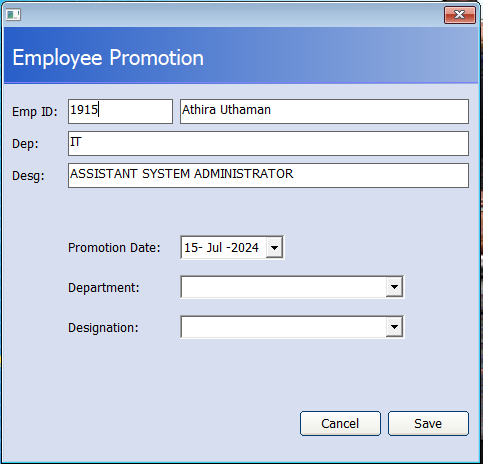 Employee Promotion
Emp ID: 1915 Athira Uthaman
Dep: IT
Desg: ASSISTANT SYSTEM ADMINISTRATOR
Promotion Date: 15- Jul -2024
Department:
Designation:
Cancel Save